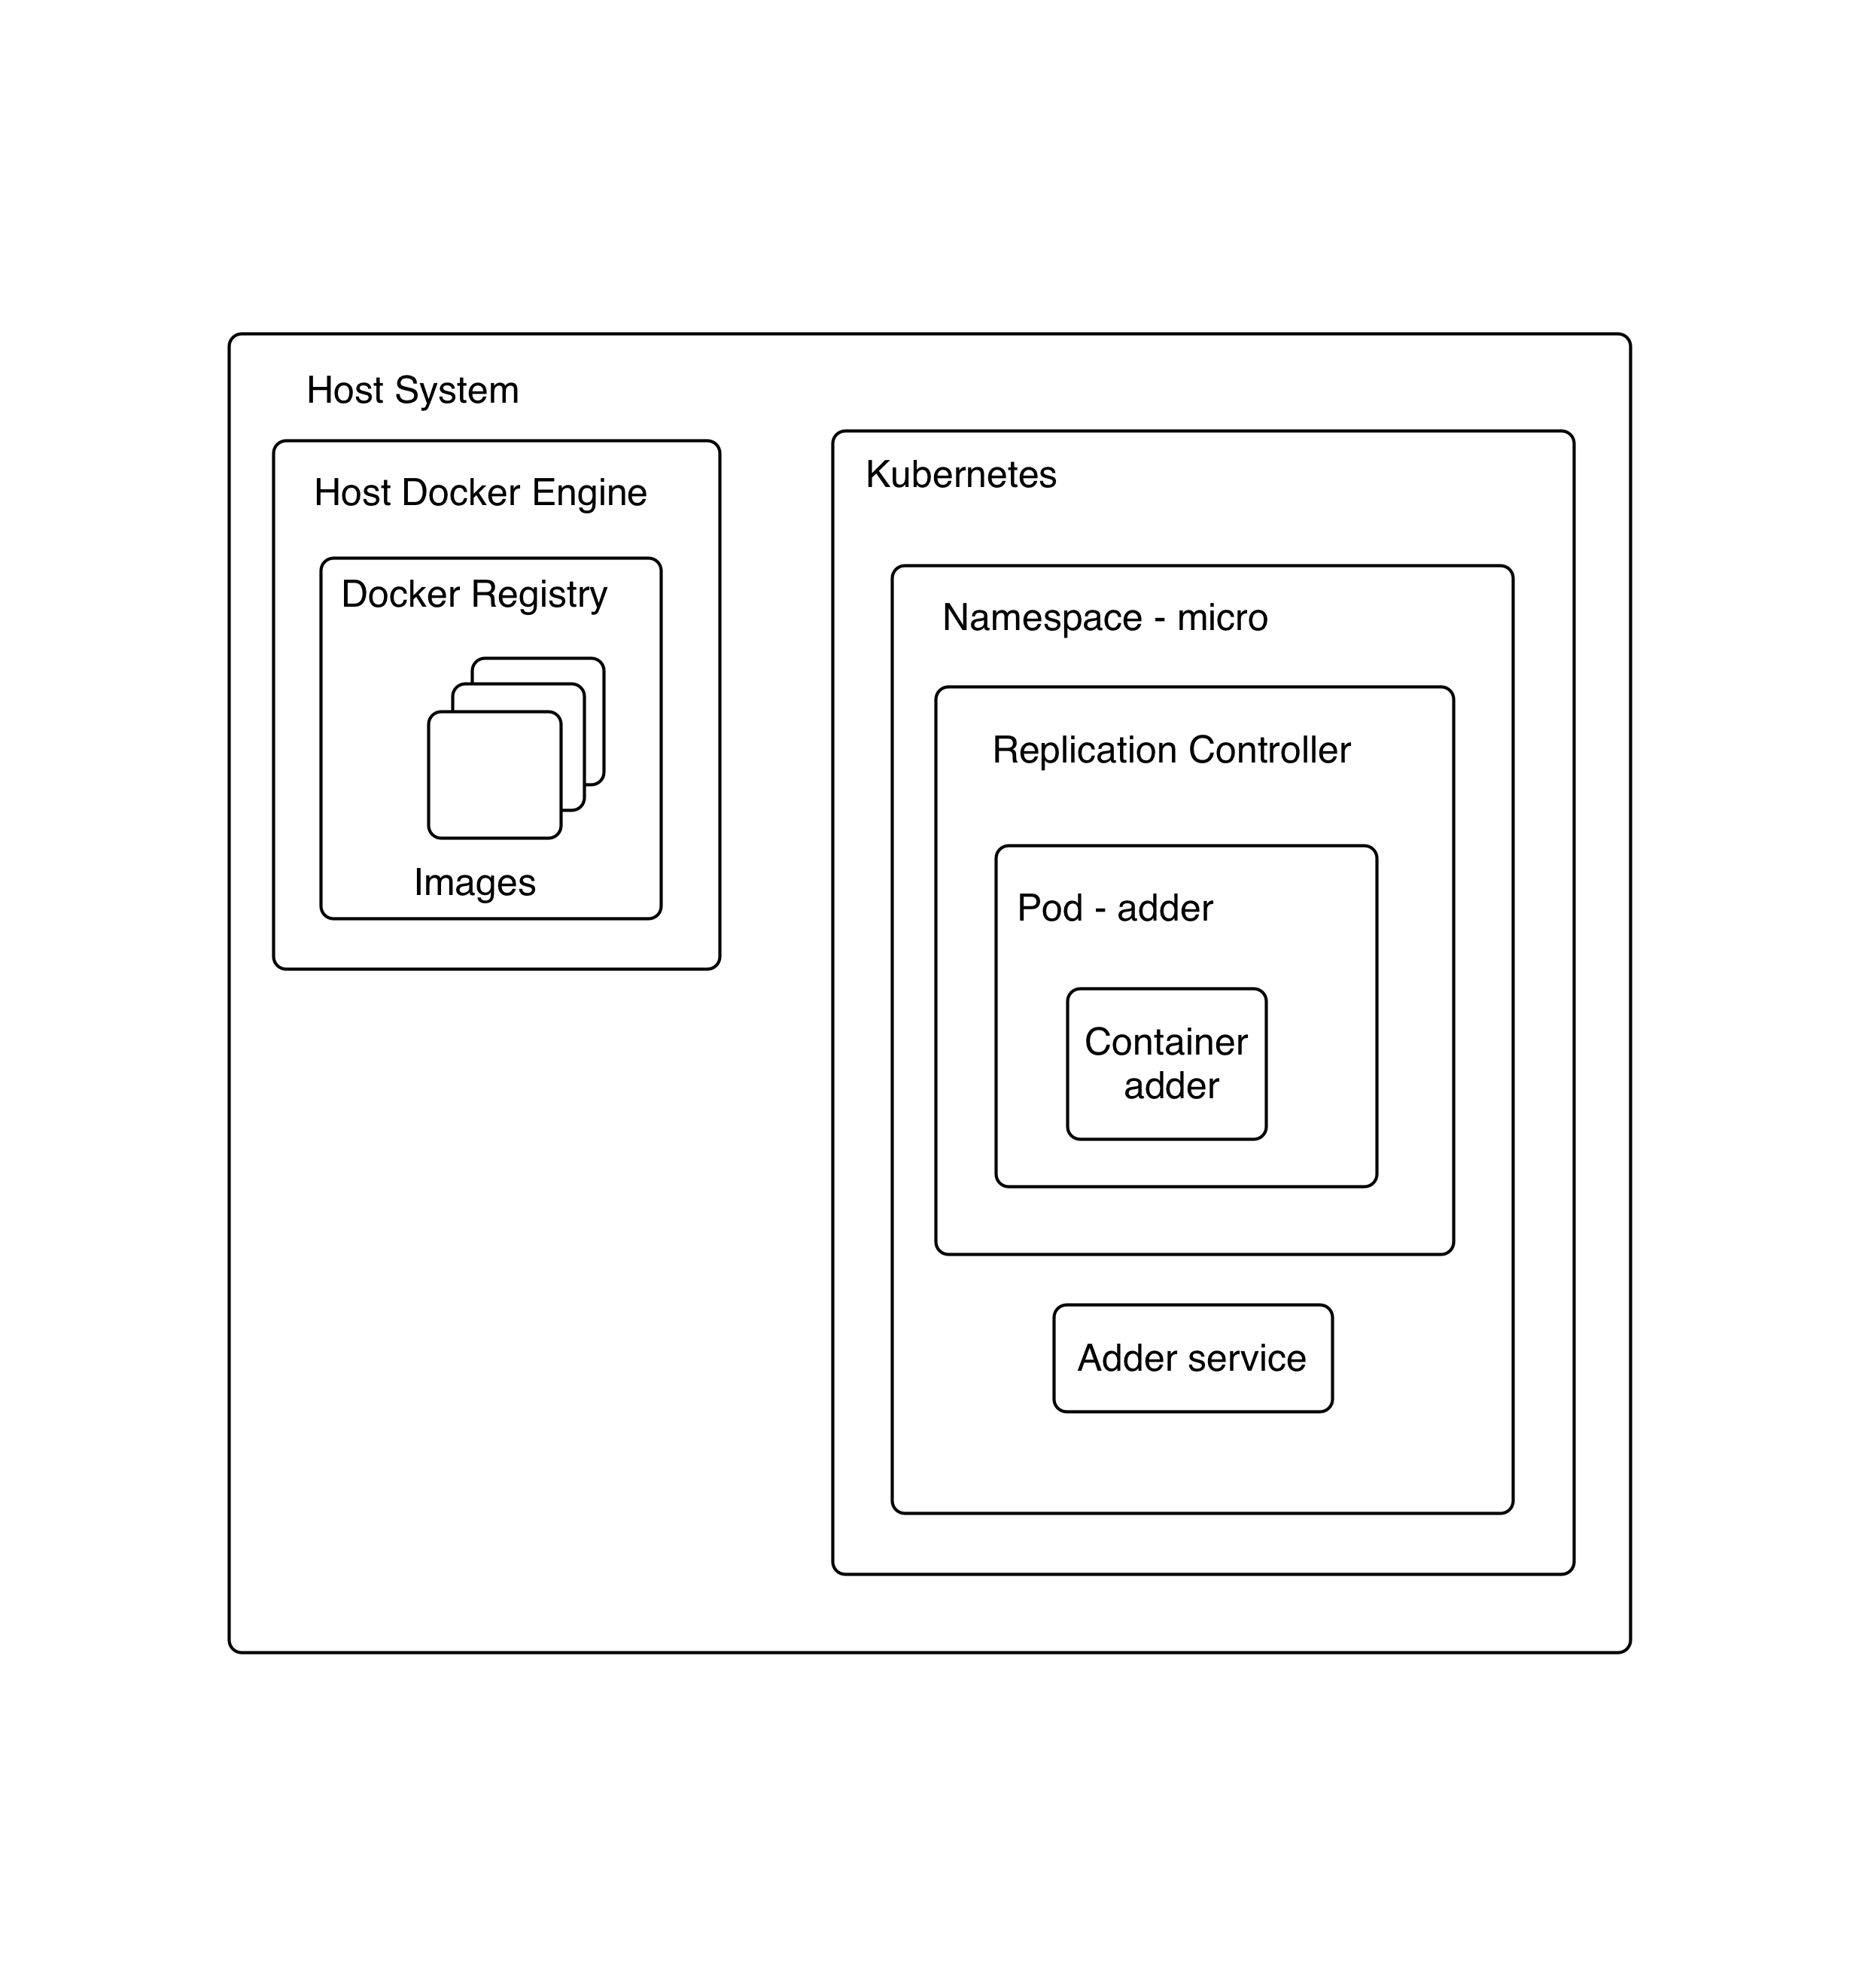 Host System
Host Docker Engine
Docker Registry
Images
Kubernetes
Namespace - micro
Replication Controller
Pod - adder
Container
adder
Adder service